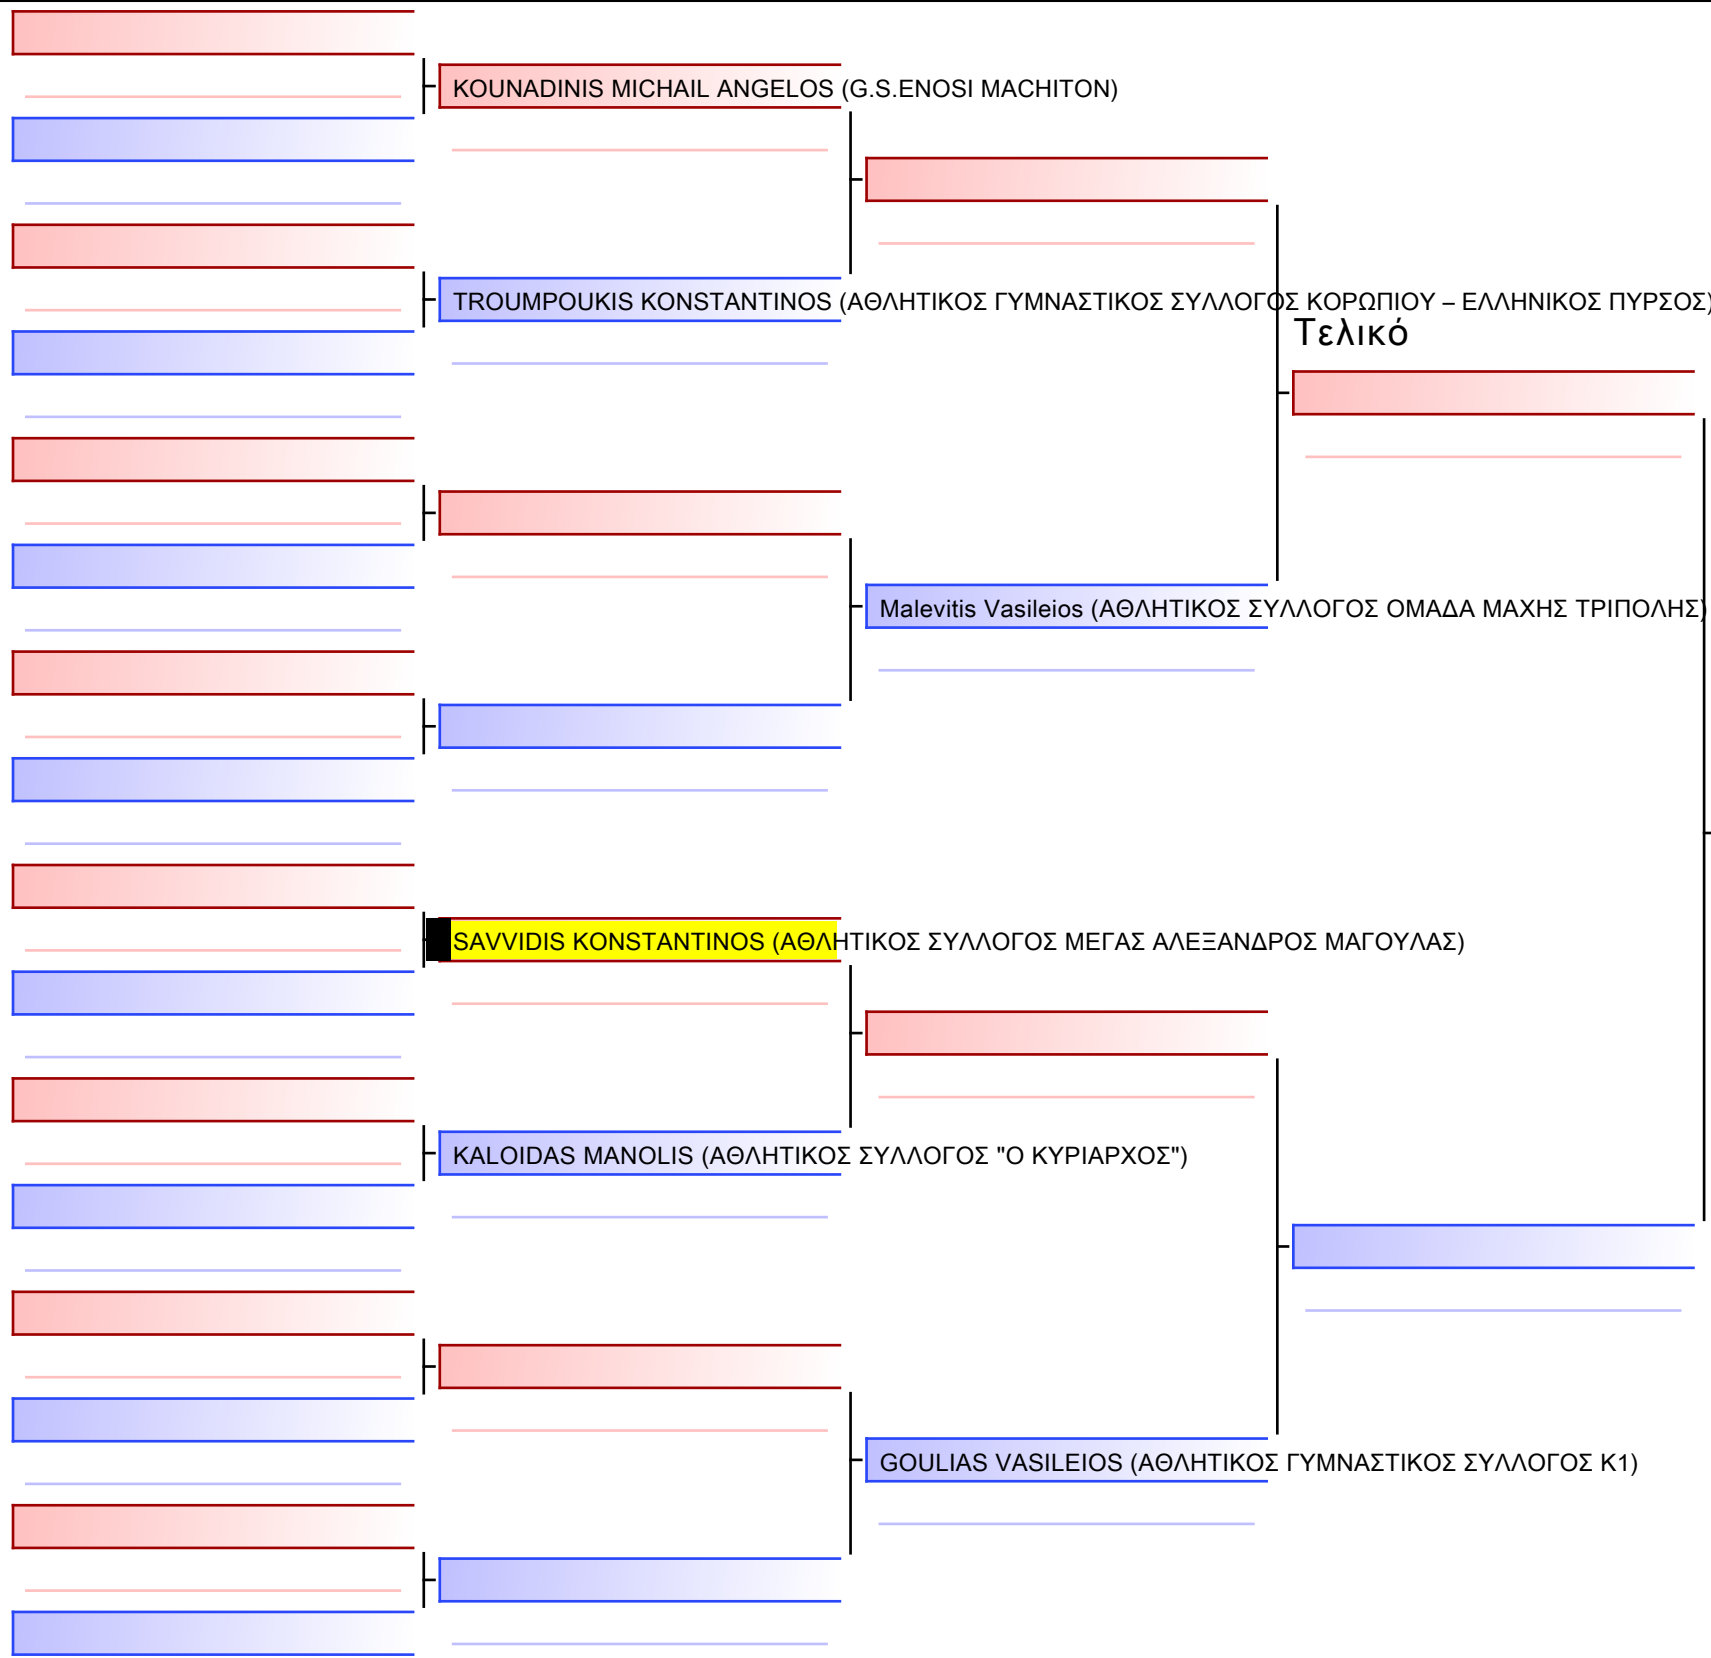 KOUNADINIS MICHAIL ANGELOS (G.S.ENOSI MACHITON)
TROUMPOUKIS KONSTANTINOS (ΑΘΛΗΤΙΚΟΣ ΓΥΜΝΑΣΤΙΚΟΣ ΣΥΛΛΟΓΟΣ ΚΟΡΩΠΙΟΥ – ΕΛΛΗΝΙΚΟΣ ΠΥΡΣΟΣ)
Τελικό
Malevitis Vasileios (ΑΘΛΗΤΙΚΟΣ ΣΥΛΛΟΓΟΣ ΟΜΑΔΑ ΜΑΧΗΣ ΤΡΙΠΟΛΗΣ)
SAVVIDIS KONSTANTINOS (ΑΘΛΗΤΙΚΟΣ ΣΥΛΛΟΓΟΣ ΜΕΓΑΣ ΑΛΕΞΑΝΔΡΟΣ ΜΑΓΟΥΛΑΣ)
KALOIDAS MANOLIS (ΑΘΛΗΤΙΚΟΣ ΣΥΛΛΟΓΟΣ "Ο ΚΥΡΙΑΡΧΟΣ")
GOULIAS VASILEIOS (ΑΘΛΗΤΙΚΟΣ ΓΥΜΝΑΣΤΙΚΟΣ ΣΥΛΛΟΓΟΣ Κ1)